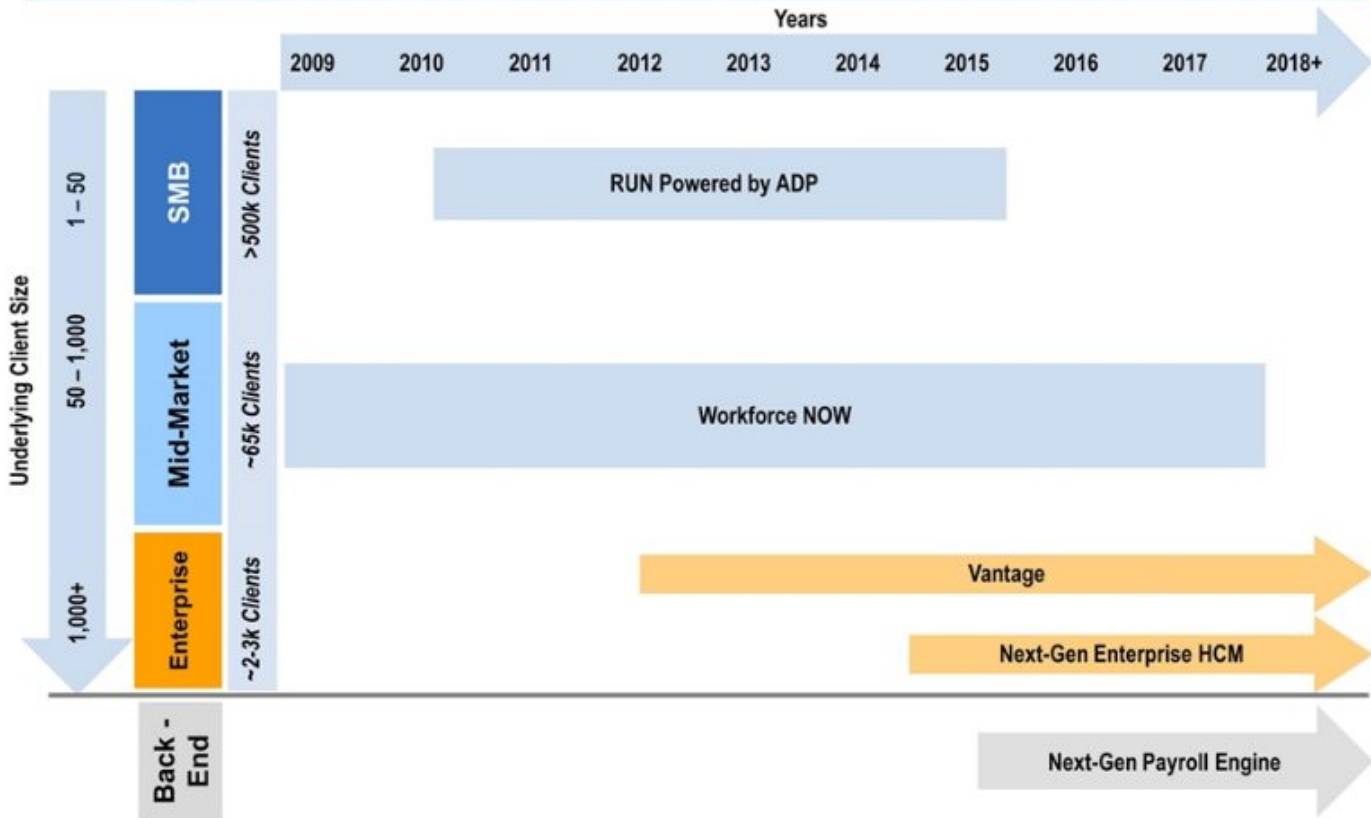 Years
2009 2010 2011 2012 2013 2014 2015 2016 2017 2018+
Underlying Client Size
1 – 50
SMB
>500k Clients
RUN Powered by ADP
50 – 1,000
Mid-Market
~65k Clients
Workforce NOW
1,000+
Enterprise
~2-3k Clients
Vantage
Next-Gen Enterprise HCM
Back -
End
Next-Gen Payroll Engine